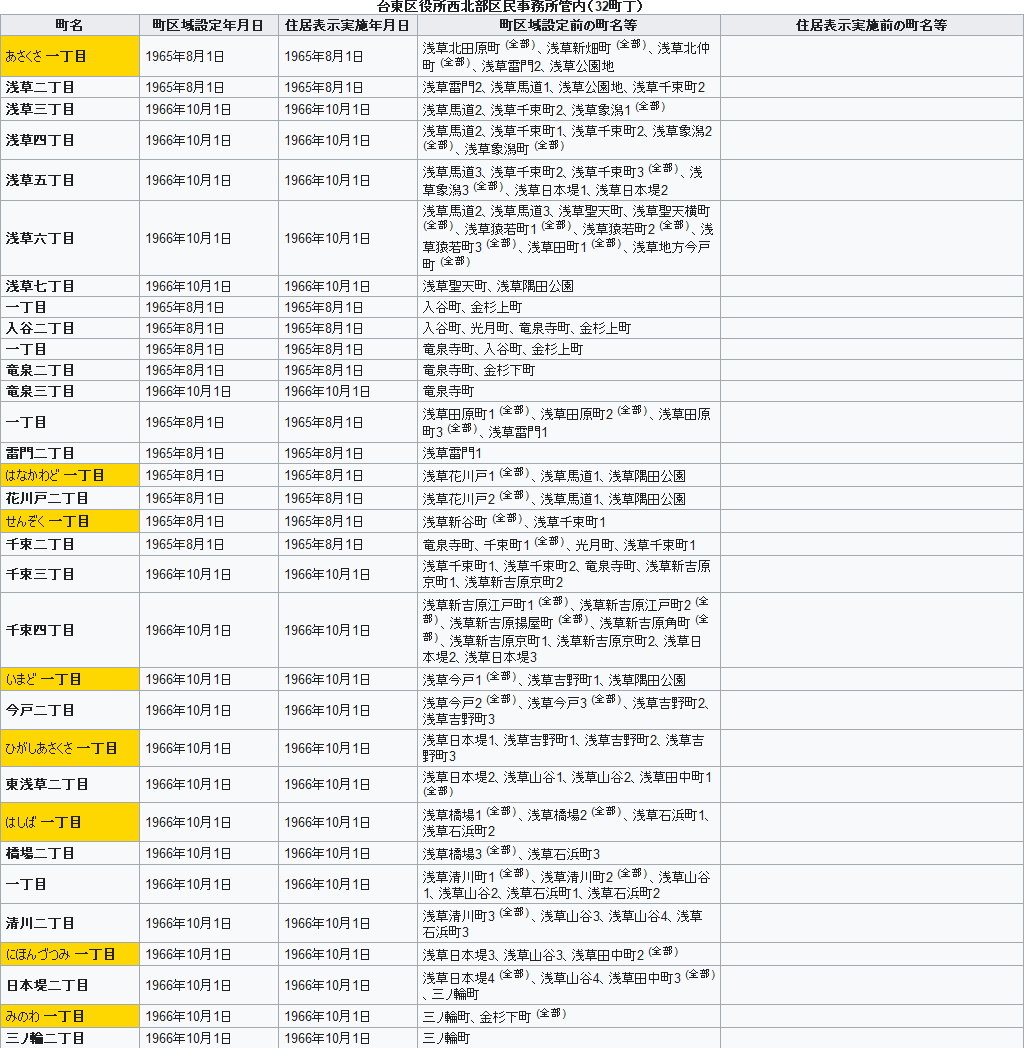 台東区役所西北部区民事務所管内（32町丁）
町名 町区域設定年月日 住居表示実施年月日 町区域設定前の町名等 住居表示実施前の町名等
あさくさ 一丁目 1965年8月1日 1965年8月1日 浅草北田原町（全部）、浅草新畑町（全部）、浅草北仲
町（全部）、浅草雷門2、浅草公園地
浅草二丁目 1965年8月1日 1965年8月1日 浅草雷門2、浅草馬道1、浅草公園地、浅草千束町2
浅草三丁目 1966年10月1日 1966年10月1日 浅草馬道2、浅草千束町2、浅草象潟1（全部）
浅草四丁目 1966年10月1日 1966年10月1日 浅草馬道2、浅草千束町1、浅草千束町2、浅草象潟2
（全部）、浅草象潟町（全部）
浅草五丁目 1966年10月1日 1966年10月1日 浅草馬道3、浅草千束町2、浅草千束町3（全部）、浅
草象潟3（全部）、浅草日本堤1、浅草日本堤2
浅草六丁目 1966年10月1日 1966年10月1日 浅草馬道2、浅草馬道3、浅草聖天町、浅草聖天横町
（全部）、浅草猿若町1（全部）、浅草猿若町2（全部）、浅
草猿若町3（全部）、浅草田町1（全部）、浅草地方今戸
町（全部）
浅草七丁目 1966年10月1日 1966年10月1日 浅草聖天町、浅草隅田公園
一丁目 1965年8月1日 1965年8月1日 入谷町、金杉上町
入谷二丁目 1965年8月1日 1965年8月1日 入谷町、光月町、竜泉寺町、金杉上町
一丁目 1965年8月1日 1965年8月1日 竜泉寺町、入谷町、金杉上町
竜泉二丁目 1965年8月1日 1965年8月1日 竜泉寺町、金杉下町
竜泉三丁目 1966年10月1日 1966年10月1日 竜泉寺町
一丁目 1965年8月1日 1965年8月1日 浅草田原町1（全部）、浅草田原町2（全部）、浅草田原
町3（全部）、浅草雷門1
雷門二丁目 1965年8月1日 1965年8月1日 浅草雷門1
はなかわど 一丁目 1965年8月1日 1965年8月1日 浅草花川戸1（全部）、浅草馬道1、浅草隅田公園
花川戸二丁目 1965年8月1日 1965年8月1日 浅草花川戸2（全部）、浅草馬道1、浅草隅田公園
せんぞく 一丁目 1965年8月1日 1965年8月1日 浅草新谷町（全部）、浅草千束町1
千束二丁目 1965年8月1日 1965年8月1日 竜泉寺町、千束町1（全部）、光月町、浅草千束町1
千束三丁目 1966年10月1日 1966年10月1日 浅草千束町1、浅草千束町2、竜泉寺町、浅草新吉原
京町1、浅草新吉原京町2
千束四丁目 1966年10月1日 1966年10月1日 浅草新吉原江戸町1（全部）、浅草新吉原江戸町2（全
部）、浅草新吉原揚屋町（全部）、浅草新吉原角町（全
部）、浅草新吉原京町1、浅草新吉原京町2、浅草日
本堤2、浅草日本堤3
いまど 一丁目 1966年10月1日 1966年10月1日 浅草今戸1（全部）、浅草吉野町1、浅草隅田公園
今戸二丁目 1966年10月1日 1966年10月1日 浅草今戸2（全部）、浅草今戸3（全部）、浅草吉野町2、
浅草吉野町3
ひがしあさくさ 一丁目 1966年10月1日 1966年10月1日 浅草日本堤1、浅草吉野町1、浅草吉野町2、浅草吉
野町3
東浅草二丁目 1966年10月1日 1966年10月1日 浅草日本堤2、浅草山谷1、浅草山谷2、浅草田中町1
（全部）
はしば 一丁目 1966年10月1日 1966年10月1日 浅草橋場1（全部）、浅草橋場2（全部）、浅草石浜町1、
浅草石浜町2
橋場二丁目 1966年10月1日 1966年10月1日 浅草橋場3（全部）、浅草石浜町3
一丁目 1966年10月1日 1966年10月1日 浅草清川町1（全部）、浅草清川町2（全部）、浅草山谷
1、浅草山谷2、浅草石浜町1、浅草石浜町2
清川二丁目 1966年10月1日 1966年10月1日 浅草清川町3（全部）、浅草山谷3、浅草山谷4、浅草
石浜町3
にほんづつみ 一丁目 1966年10月1日 1966年10月1日 浅草日本堤3、浅草山谷3、浅草田中町2（全部）
日本堤二丁目 1966年10月1日 1966年10月1日 浅草日本堤4（全部）、浅草山谷4、浅草田中町3（全部）
、三ノ輪町
みのわ 一丁目 1966年10月1日 1966年10月1日 三ノ輪町、金杉下町（全部）
三ノ輪二丁目 1966年10月1日 1966年10月1日 三ノ輪町